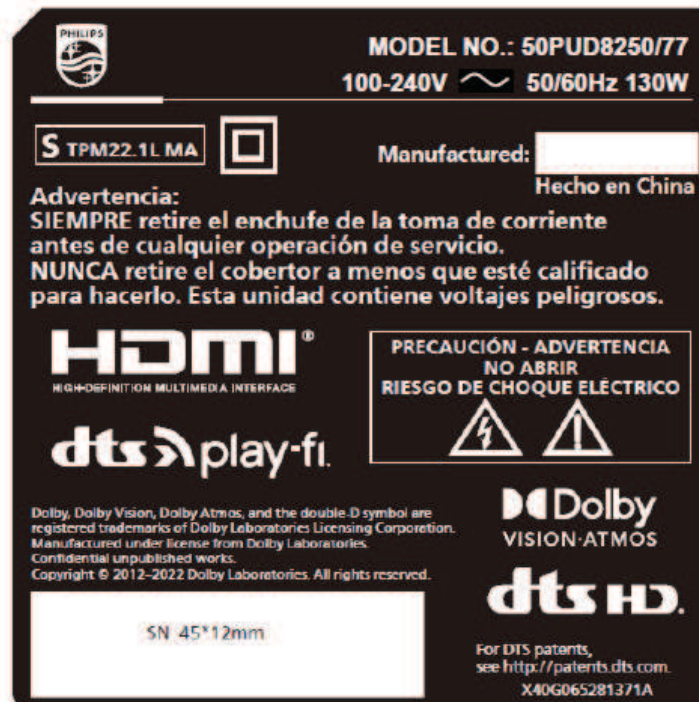 PHILIPS
MODEL NO.: 50PUD8250/77
100-240V 50/60Hz 130W
S TPM22.1L MA
Manufactured:
Hecho en China
Advertencia:
SIEMPRE retire el enchufe de la toma de corriente
antes de cualquier operación de servicio.
NUNCA retire el cobertor a menos que esté calificado
para hacerlo. Esta unidad contiene voltajes peligrosos.
HDMI®
HIGH-DEFINITION MULTIMEDIA INTERFACE
PRECAUCIÓN - ADVERTENCIA
NO ABRIR
RIESGO DE CHOQUE ELÉCTRICO
dts play-fi.
Dolby, Dolby Vision, Dolby Atmos, and the double-D symbol are
registered trademarks of Dolby Laboratories Licensing Corporation.
Manufactured under license from Dolby Laboratories.
Confidential unpublished works.
Copyright © 2012–2022 Dolby Laboratories. All rights reserved.
Dolby
VISION·ATMOS
dts HD.
SN 45*12mm
For DTS patents,
see http://patents.dts.com.
X40G065281371A